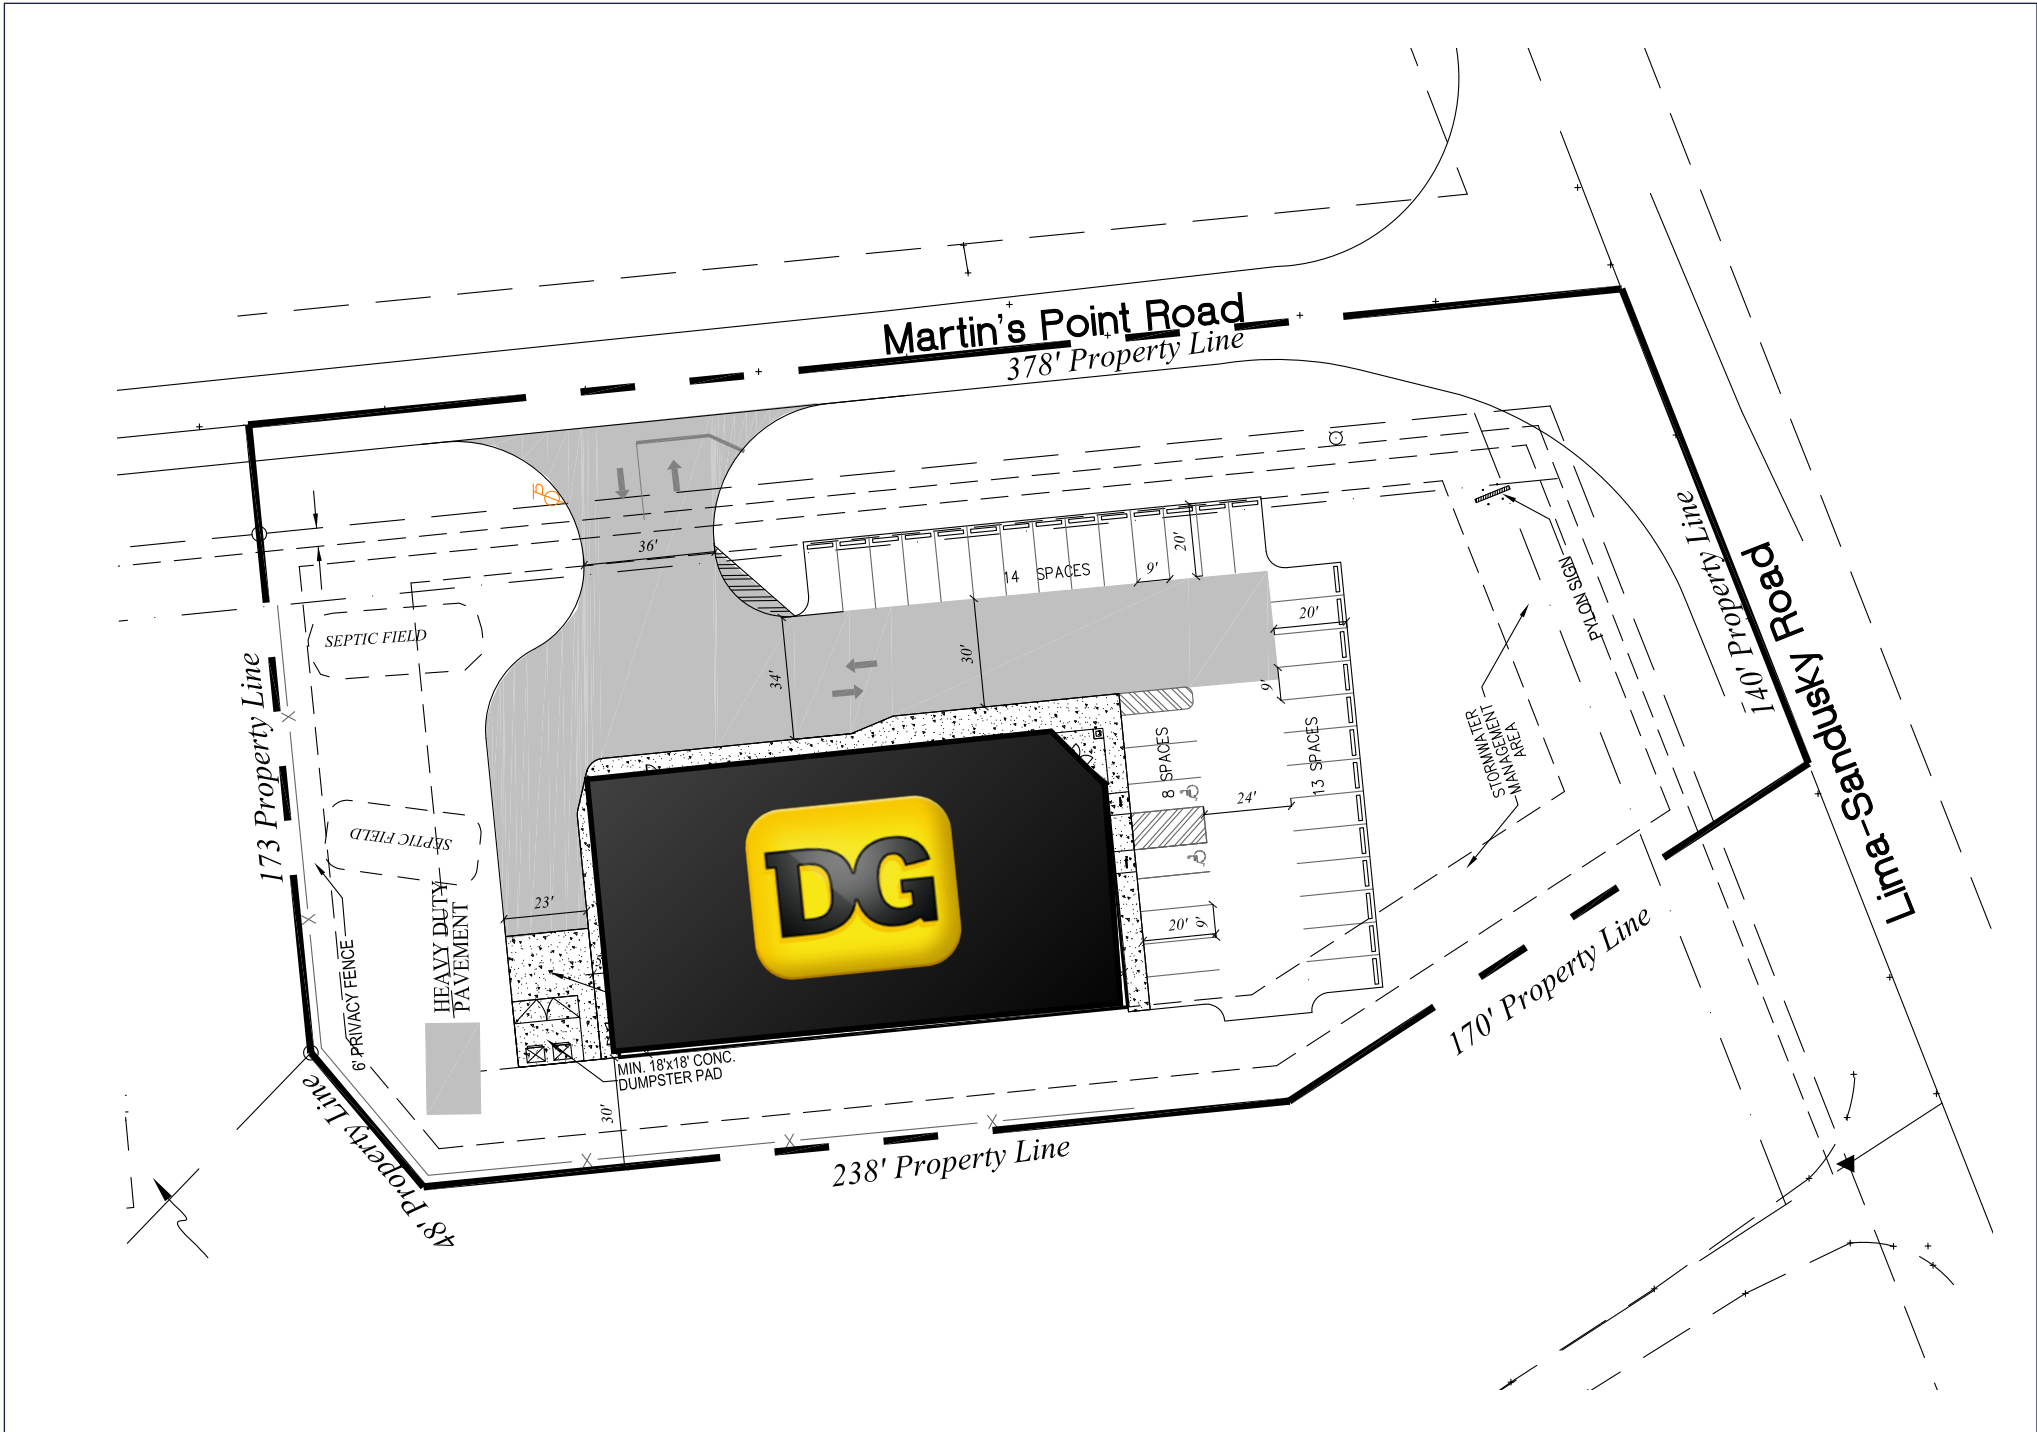 Martin's Point Road
378' Property Line
36'
14 SPACES
9'
20'
20'
PYLON SIGN
140' Property Line
Lima-Sandusky Road
SEPTIC FIELD
34'
30'
9'
173 Property Line
8 SPACES
13 SPACES
STORMWATER
MANAGEMENT
AREA
24'
SEPTIC FIELD
DG
23'
HEAVY DUTY
PAVEMENT
20'
9'
6' PRIVACY FENCE
170' Property Line
MIN. 18'x18' CONC.
DUMPSTER PAD
30'
48' Property Line
238' Property Line